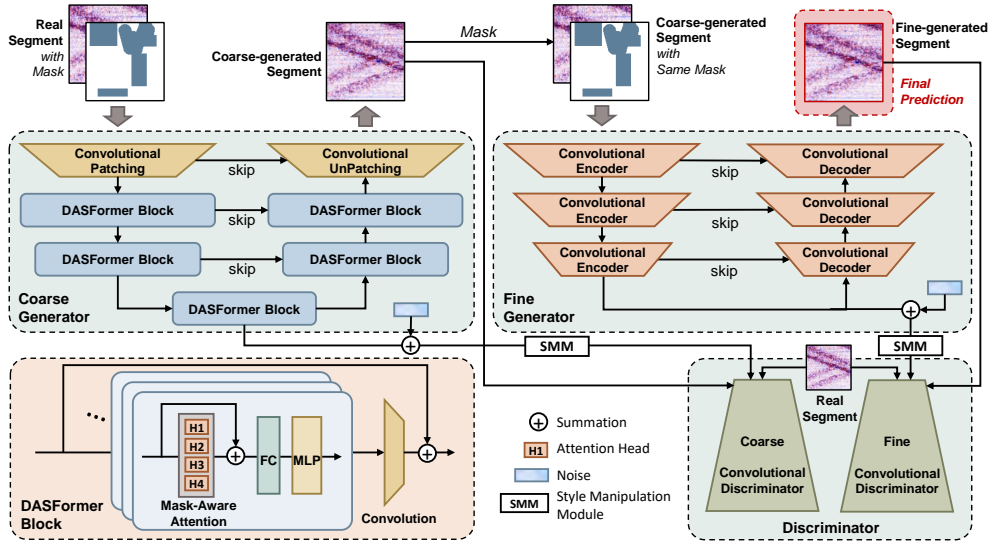 Real
Segment
with
Mask
Coarse-generated
Segment
Mask
Coarse-generated
Segment
with
Same Mask
Fine-generated
Segment
Final
Prediction
Convolutional
Patching
skip
Convolutional
UnPatching
DASFormer Block
skip
DASFormer Block
DASFormer Block
skip
DASFormer Block
DASFormer Block
Coarse
Generator
Convolutional
Encoder
skip
Convolutional
Decoder
Convolutional
Encoder
skip
Convolutional
Decoder
Convolutional
Encoder
skip
Convolutional
Decoder
Fine
Generator
SMM
SMM
H1
H2
H3
H4
FC
MLP
Mask-Aware
Attention
Convolution
DASFormer
Block
Summation
H1
Attention Head
Noise
SMM
Style Manipulation
Module
Real
Segment
Coarse
Convolutional
Discriminator
Fine
Convolutional
Discriminator
Discriminator